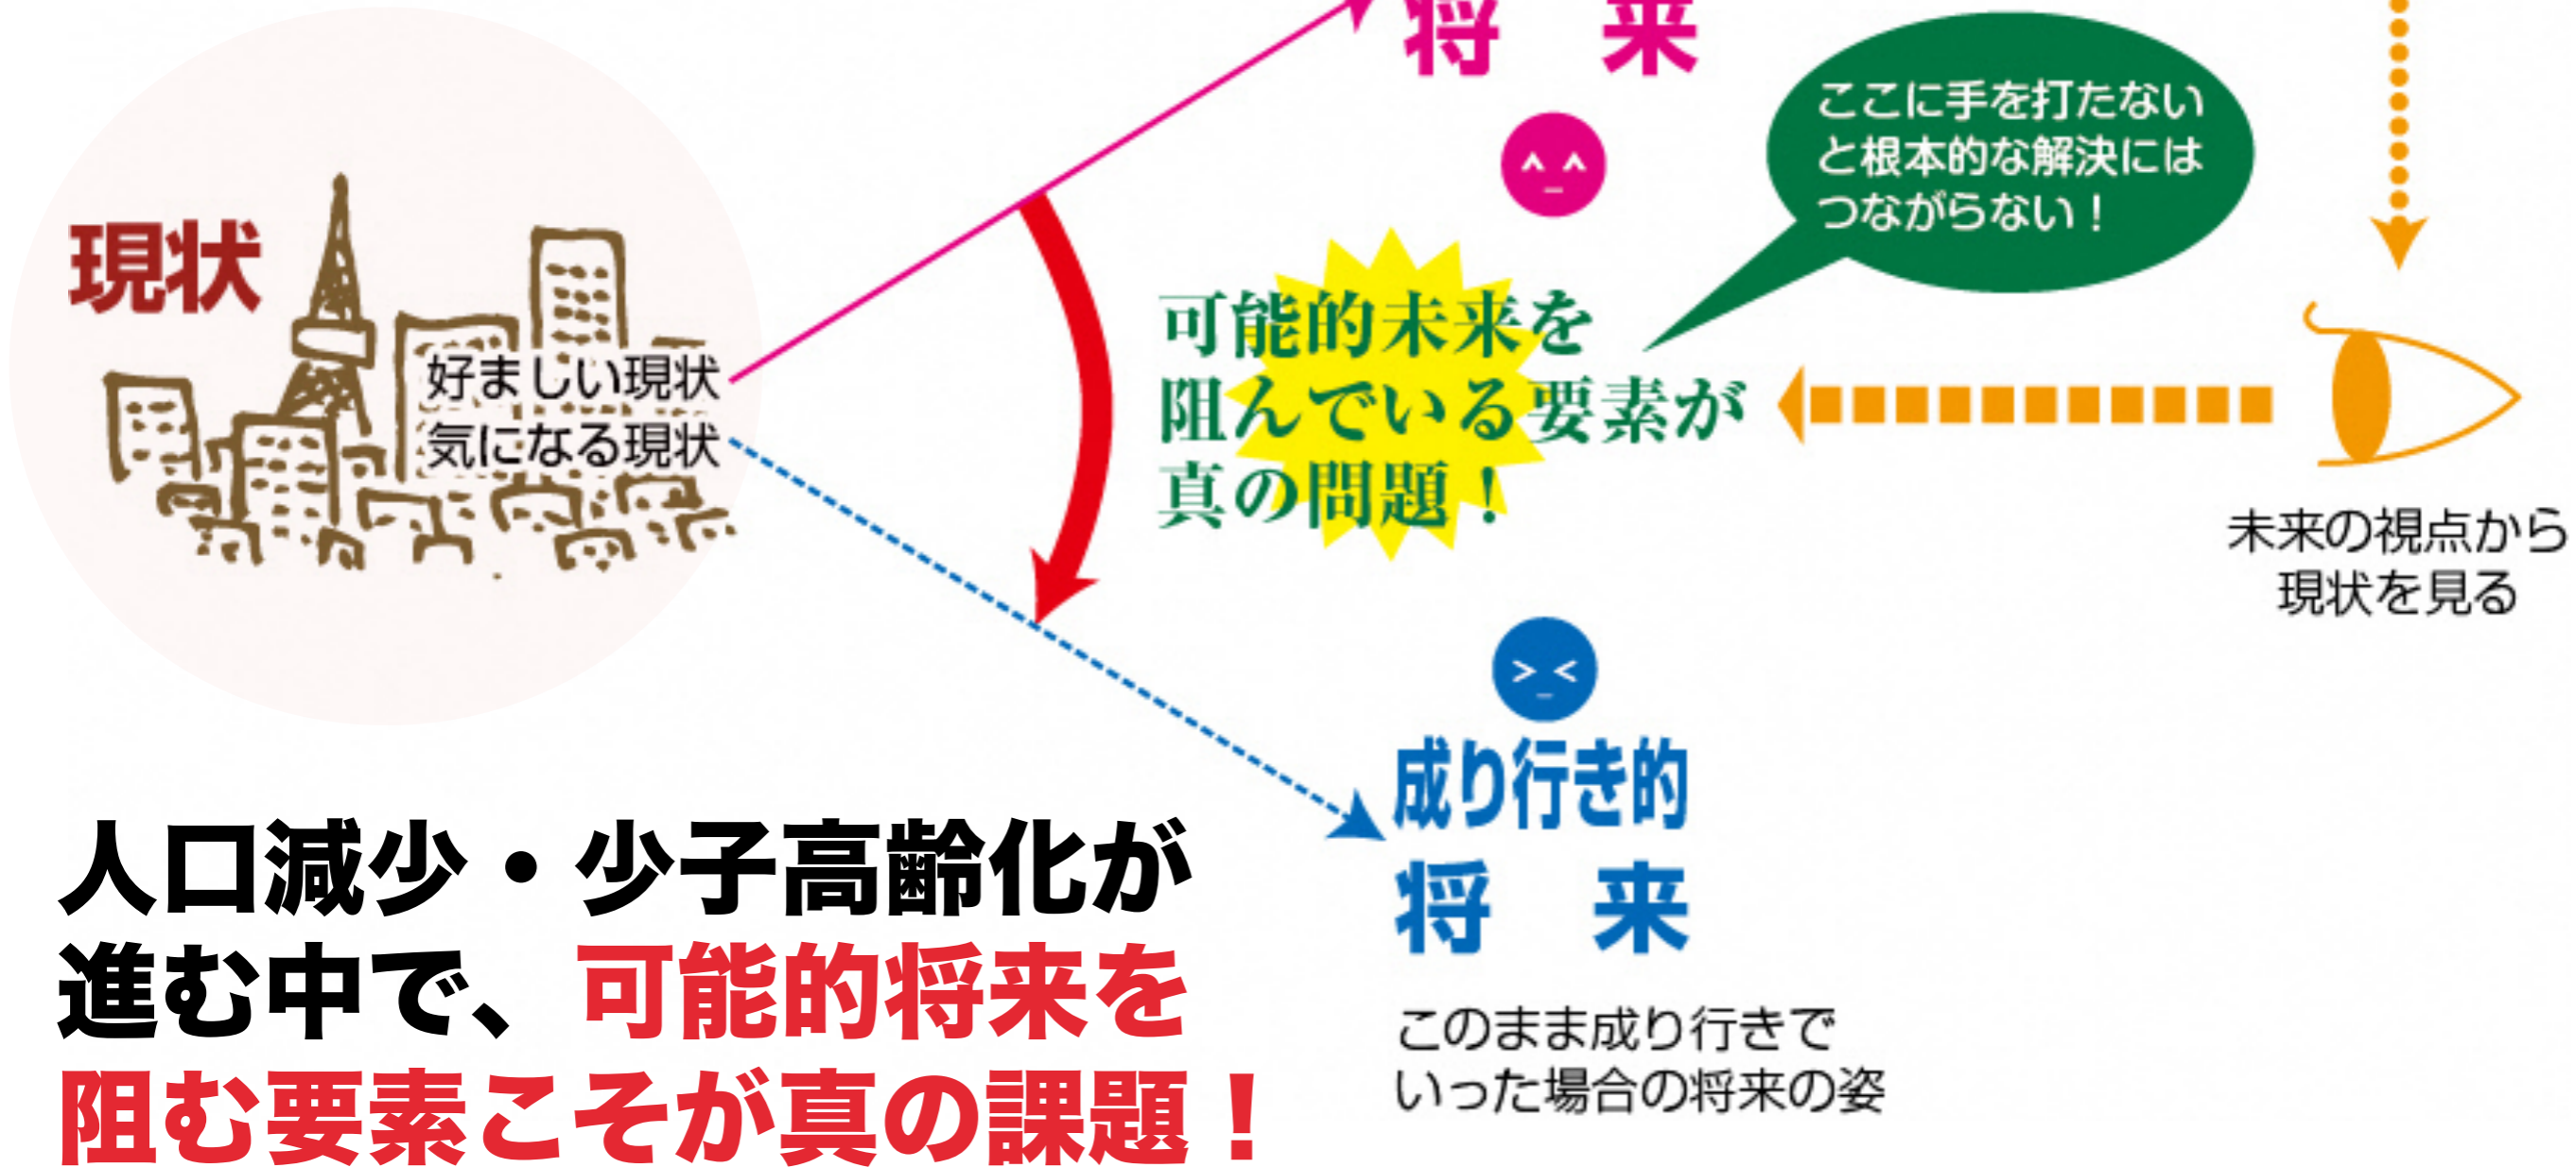 将 来
ここに手を打たない
と根本的な解決には
つながらない！
現状
好ましい現状
気になる現状
可能的未来を
阻んでいる要素が
真の問題！
未来の視点から
現状を見る
成り行き的
将 来
このまま成り行きで
いった場合の将来の姿
人口減少・少子高齢化が
進む中で、可能的将来を
阻む要素こそが真の課題！